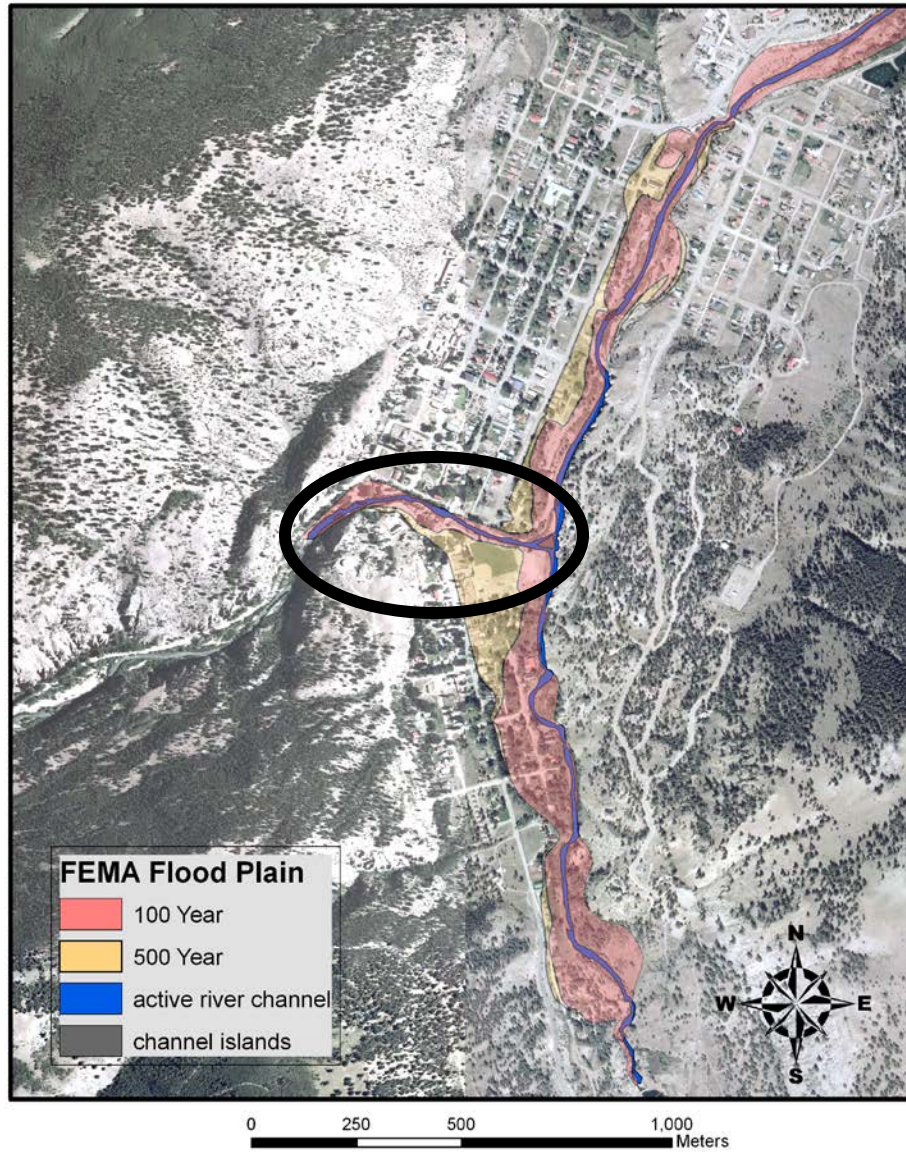 FEMA Flood Plain
100 Year
500 Year
active river channel
channel islands
N
W E
S
0 250 500 1,000
Meters